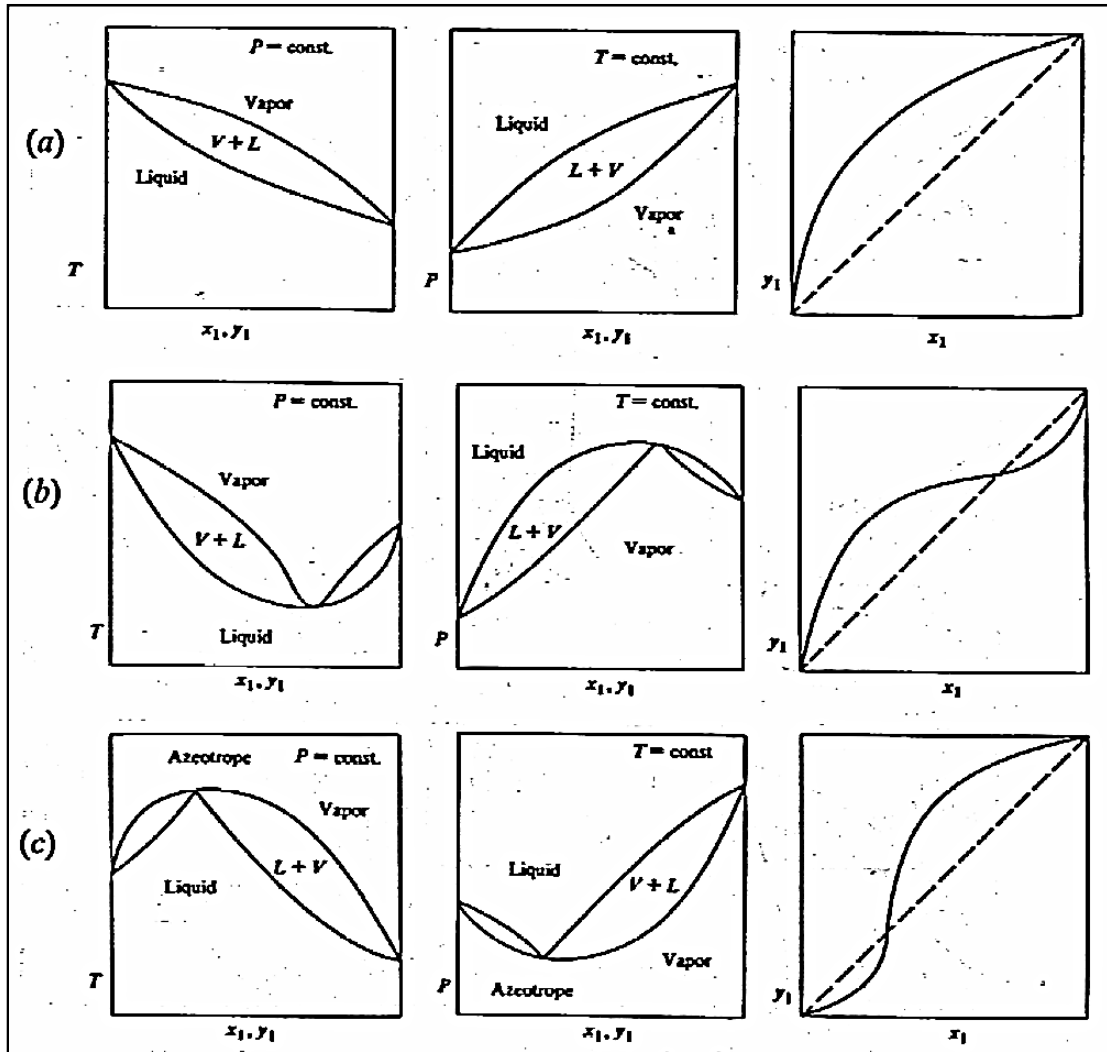 (a)
P = const.
Vapor
V + L
Liquid
T
x₁, y₁
T = const.
Liquid
L + V
Vapor
P
x₁, y₁
y₁
x₁
(b)
P = const.
Vapor
V + L
Liquid
T
x₁, y₁
T = const.
Liquid
L + V
Vapor
P
x₁, y₁
y₁
x₁
(c)
Azeotrope
P = const.
Vapor
L + V
Liquid
T
x₁, y₁
T = const
Liquid
V + L
Vapor
Azeotrope
P
x₁, y₁
y₁
x₁